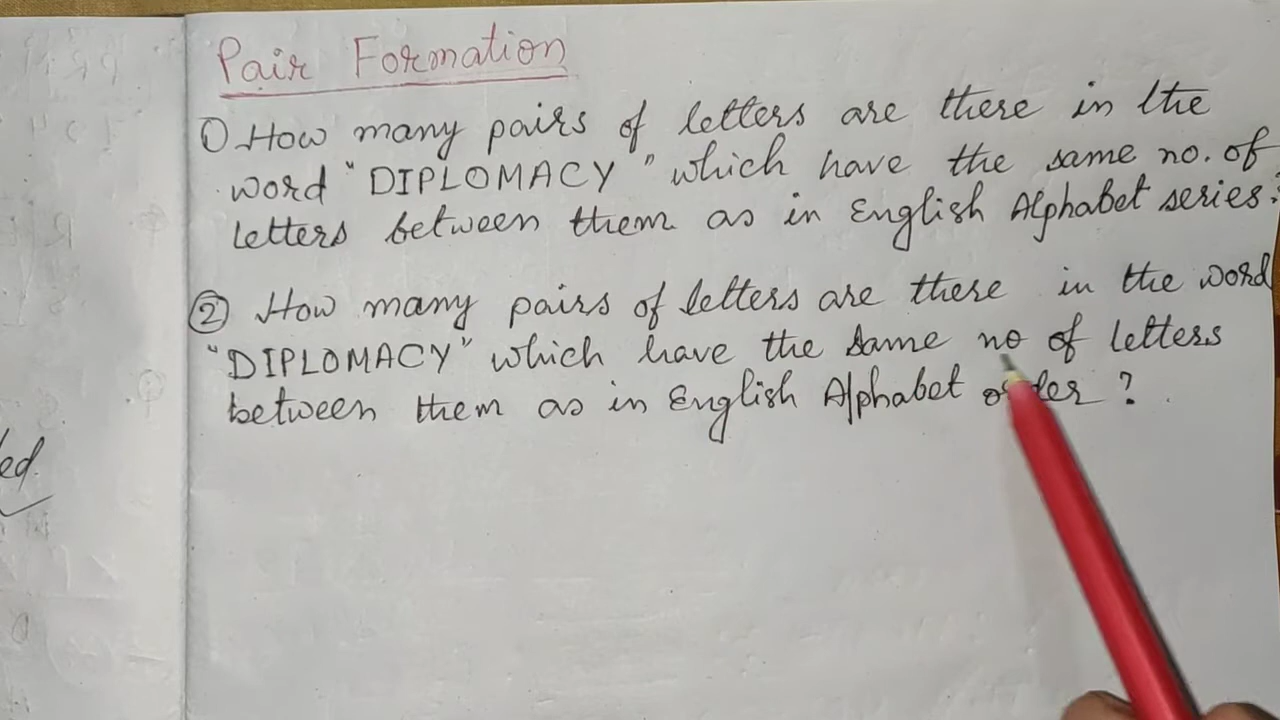 Pair Formation
① How many pairs of letters are there in the
word "DIPLOMACY" which have the same no. of
letters between them as in English Alphabet series?
② How many pairs of letters are there in the word
"DIPLOMACY" which have the same no of letters
between them as in English Alphabet order ?
ed.